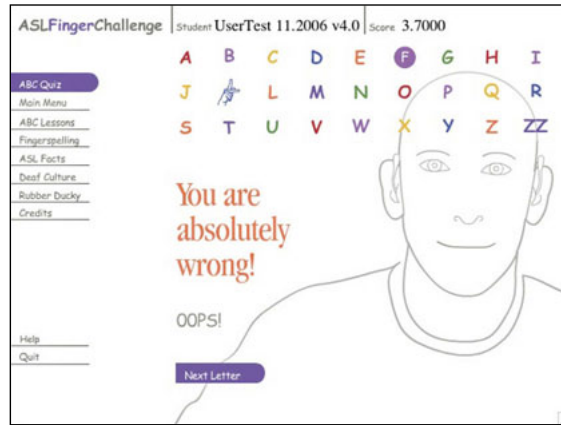 ASLFingerChallenge Student UserTest 11.2006 v4.0 Score 3.7000
A B C D E F G H I
J L M N O P Q R
S T U V W X Y Z ZZ
ABC Quiz
Main Menu
ABC Lessons
Fingerspelling
ASL Facts
Deaf Culture
Rubber Ducky
Credits
You are
absolutely
wrong!
OOPS!
Help
Quit
Next Letter